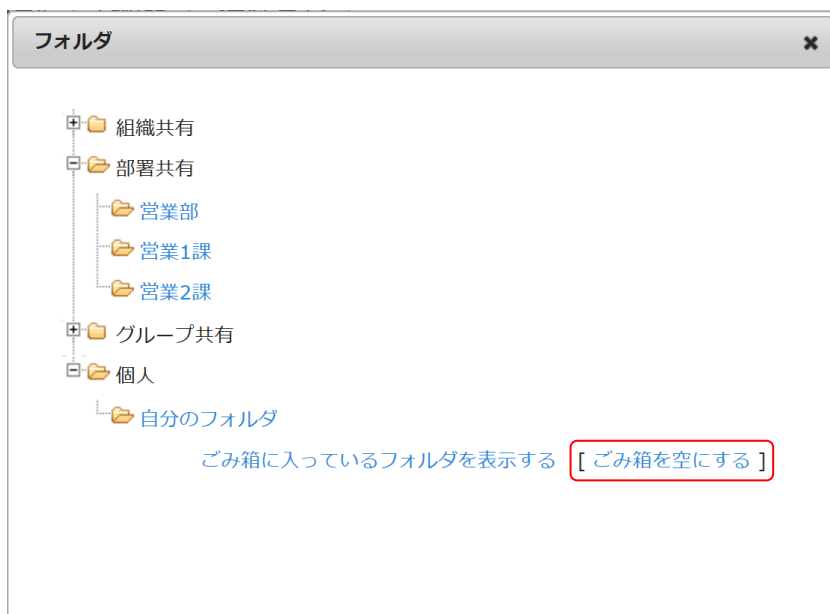 フォルダ
組織共有
部署共有
営業部
営業1課
営業2課
グループ共有
個人
自分のフォルダ
ごみ箱に入っているフォルダを表示する [ ごみ箱を空にする ]